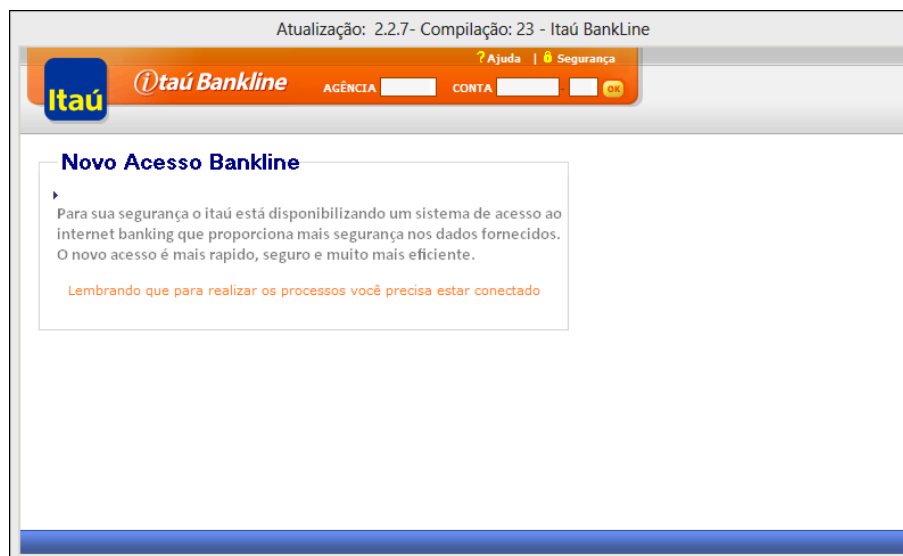 Atualização: 2.2.7- Compilação: 23 - Itaú BankLine
?Ajuda | Segurança
Itaú
itaú Bankline
AGÊNCIA
CONTA
-
OK
Novo Acesso Bankline
Para sua segurança o itaú está disponibilizando um sistema de acesso ao
internet banking que proporciona mais segurança nos dados fornecidos.
O novo acesso é mais rapido, seguro e muito mais eficiente.
Lembrando que para realizar os processos você precisa estar conectado